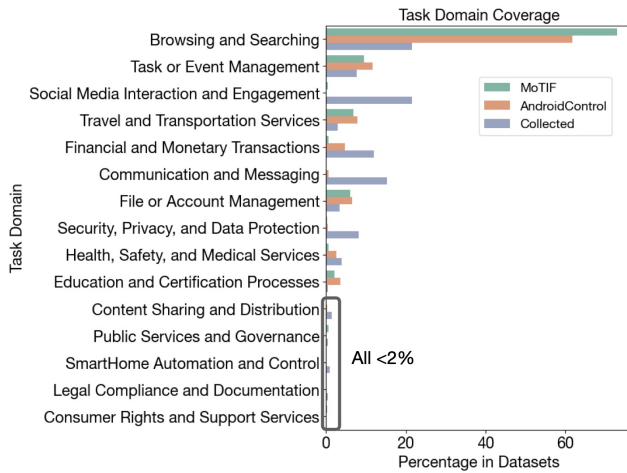 Task Domain Coverage
Browsing and Searching
Task or Event Management
Social Media Interaction and Engagement
Travel and Transportation Services
Financial and Monetary Transactions
Communication and Messaging
File or Account Management
Security, Privacy, and Data Protection
Health, Safety, and Medical Services
Education and Certification Processes
Content Sharing and Distribution
Public Services and Governance
SmartHome Automation and Control
Legal Compliance and Documentation
Consumer Rights and Support Services
Task Domain
MoTIF
AndroidControl
Collected
All <2%
0 20 40 60
Percentage in Datasets